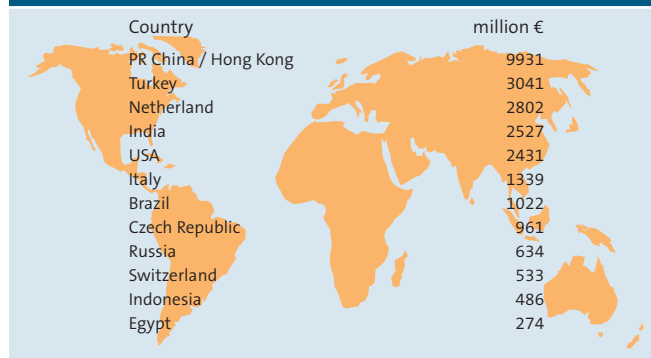 Country million €
PR China / Hong Kong 9931
Turkey 3041
Netherland 2802
India 2527
USA 2431
Italy 1339
Brazil 1022
Czech Republic 961
Russia 634
Switzerland 533
Indonesia 486
Egypt 274